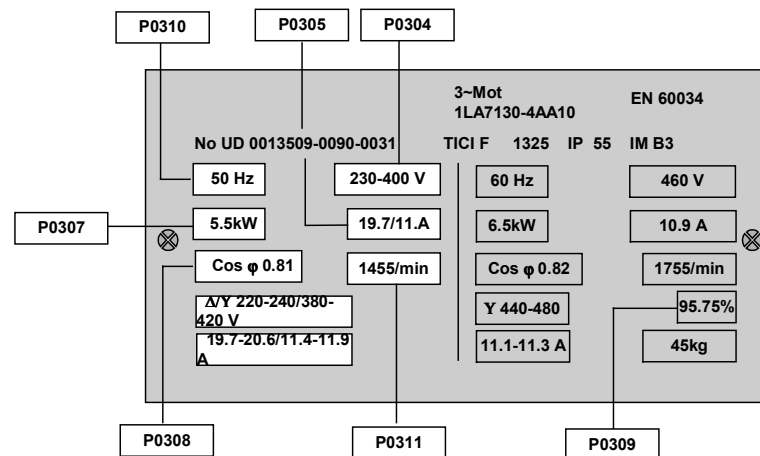 P0310
P0305
P0304
3~Mot
1LA7130-4AA10
EN 60034
No UD 0013509-0090-0031
TICI F 1325 IP 55 IM B3
50 Hz
230-400 V
60 Hz
460 V
P0307
5.5kW
19.7/11.A
6.5kW
10.9 A
Cos φ 0.81
1455/min
Cos φ 0.82
1755/min
Δ/Y 220-240/380-
420 V
Y 440-480
95.75%
19.7-20.6/11.4-11.9
A
11.1-11.3 A
45kg
P0308
P0311
P0309